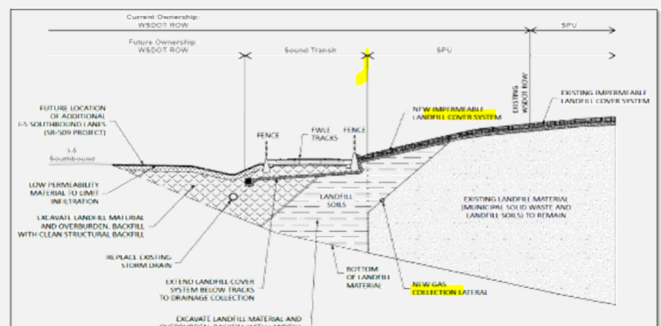 Current Ownership:
WSDOT ROW
SPU
Future Ownership:
WSDOT ROW
Sound Transit
SPU
EXISTING
WSDOT ROW
NEW IMPERMEABLE
LANDFILL COVER SYSTEM
EXISTING IMPERMEABLE
LANDFILL COVER SYSTEM
FUTURE LOCATION
OF ADDITIONAL
I-5 SOUTHBOUND LANES
(SR-509 PROJECT)
FENCE
FWLE
TRACKS
FENCE
I-5
Southbound
LOW PERMEABILITY
MATERIAL TO LIMIT
INFILTRATION
LANDFILL
SOILS
EXISTING LANDFILL MATERIAL
(MUNICIPAL SOLID WASTE AND
LANDFILL SOILS) TO REMAIN
EXCAVATE LANDFILL MATERIAL
AND OVERBURDEN, BACKFILL
WITH CLEAN STRUCTURAL BACKFILL
REPLACE EXISTING
STORM DRAIN
BOTTOM
OF LANDFILL
MATERIAL
EXTEND LANDFILL COVER
SYSTEM BELOW TRACKS
TO DRAINAGE COLLECTION
NEW GAS
COLLECTION LATERAL
EXCAVATE LANDFILL MATERIAL AND